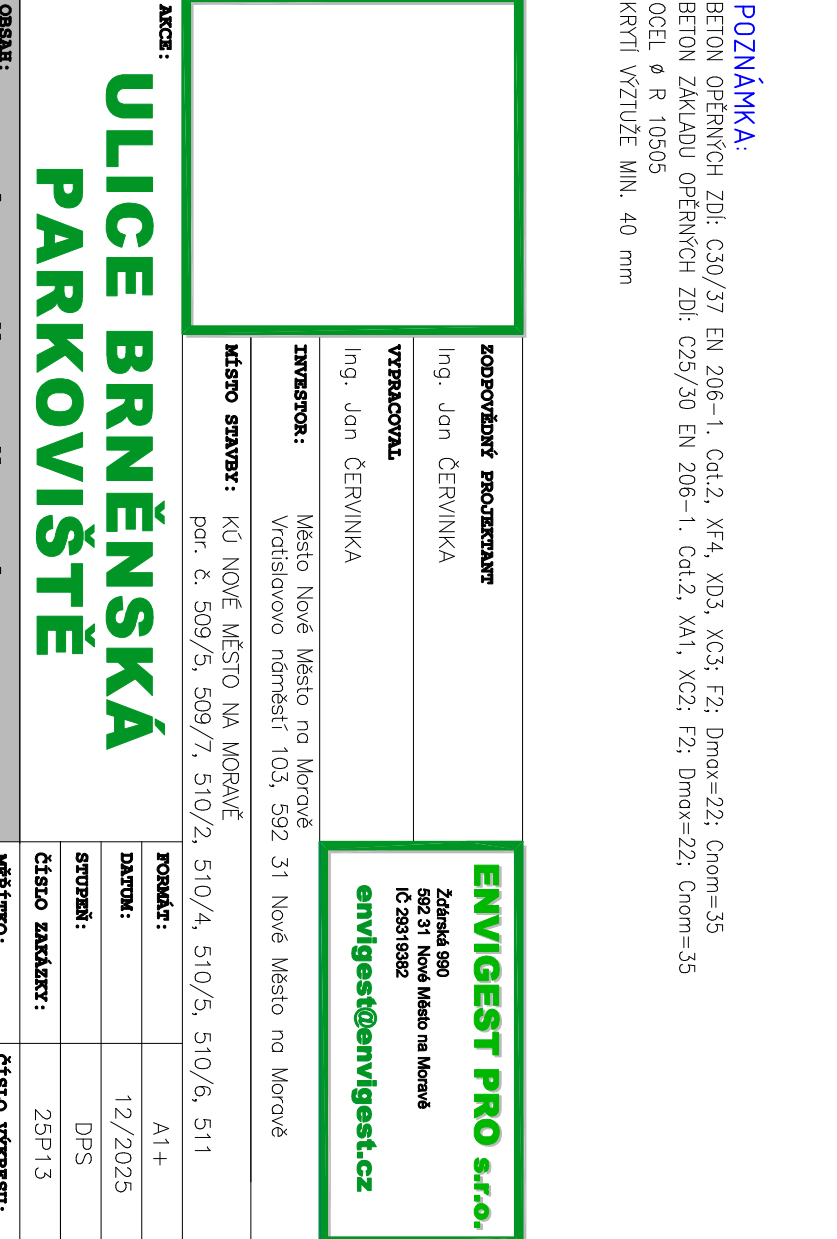 POZNÁMKA:
BETON OPĚRNÝCH ZDÍ: C30/37 EN 206-1. Cat.2, XF4, XD3, XC3; F2; Dmax=22; Cnom=35
BETON ZÁKLADU OPĚRNÝCH ZDÍ: C25/30 EN 206-1. Cat.2, XA1, XC2; F2; Dmax=22; Cnom=35
OCEL ø R 10505
KRYTÍ VÝZTUŽE MIN. 40 mm
ZODPOVĚDNÝ PROJEKTANT
Ing. Jan ČERVINKA
VYPRACOVAL
Ing. Jan ČERVINKA
ENVIGEST PRO s.r.o.
Žďárská 990
592 31 Nové Město na Moravě
IČ 29319382
envigest@envigest.cz
INVESTOR:
Město Nové Město na Moravě
Vratislavovo náměstí 103, 592 31 Nové Město na Moravě
MÍSTO STAVBY:
KÚ NOVÉ MĚSTO NA MORAVĚ
par. č. 509/5, 509/7, 510/2, 510/4, 510/5, 510/6, 511
AKCE:
ULICE BRNĚNSKÁ
PARKOVIŠTĚ
FORMÁT: A1+
DATUM: 12/2025
STUPEŇ: DPS
ČÍSLO ZAKÁZKY: 25P13
OBSAH:
MĚŘÍTKO:
ČÍSLO VÝKRESU: